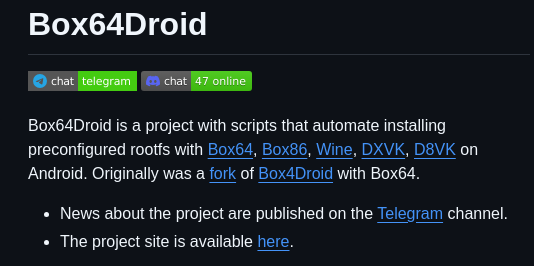 Box64Droid
chat telegram chat 47 online
Box64Droid is a project with scripts that automate installing
preconfigured rootfs with Box64, Box86, Wine, DXVK, D8VK on
Android. Originally was a fork of Box4Droid with Box64.
• News about the project are published on the Telegram channel.
• The project site is available here.